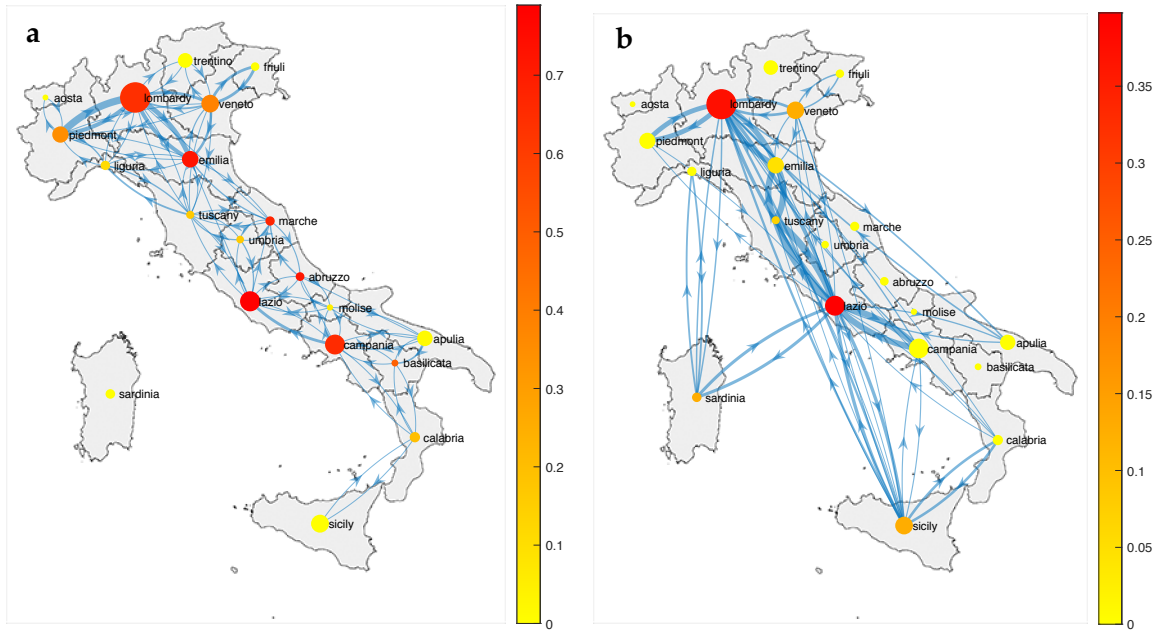 a
trentino
friuli
aosta
lombardy
veneto
piedmont
liguria
emilia
tuscany
marche
umbria
abruzzo
lazio
molise
campania
apulia
basilicata
sardinia
calabria
sicily
0.7
0.6
0.5
0.4
0.3
0.2
0.1
0
b
trentino
friuli
aosta
lombardy
veneto
piedmont
liguria
emilia
tuscany
marche
umbria
abruzzo
lazio
molise
campania
apulia
basilicata
sardinia
calabria
sicily
0.35
0.3
0.25
0.2
0.15
0.1
0.05
0